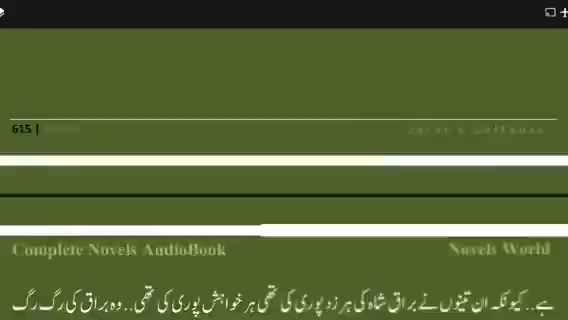 615 |
Complete Novels AudioBook
Novels World
ہے.. کیونکہ ان تینوں نے براق شاہ کی ہر زد پوری کی تھی ہر خواہش پوری کی تھی.. وہ براق کی رگ رگ